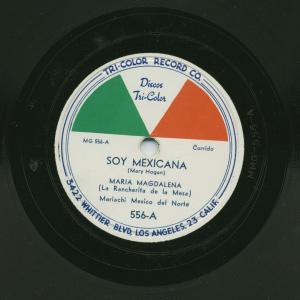 TRI-COLOR RECORD CO.
Discos
Tri-Color
MG 556-A
Corrido
SOY MEXICANA
(Mary Hogan)
MARIA MAGDALENA
(La Rancherita de la Mesa)
Mariachi Mexico del Norte
556-A
5422 WHITTIER BLVD. LOS ANGELES, 23 CALIF.